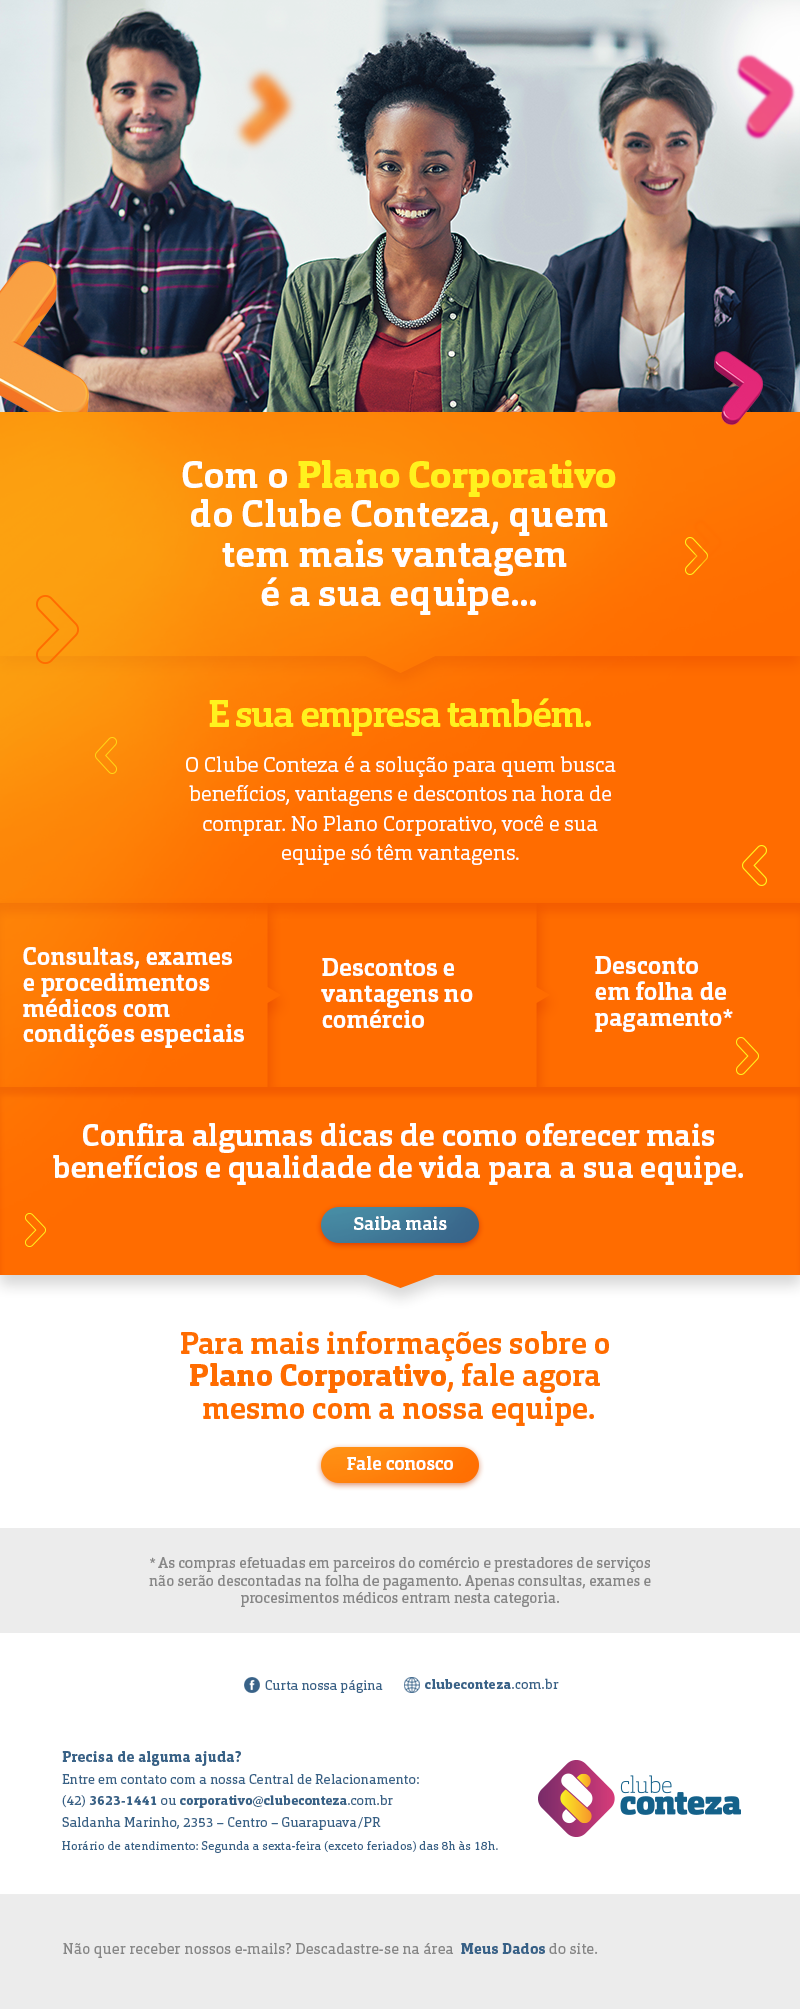 Com o Plano Corporativo
do Clube Conteza, quem
tem mais vantagem
é a sua equipe...
E sua empresa também.
O Clube Conteza é a solução para quem busca
benefícios, vantagens e descontos na hora de
comprar. No Plano Corporativo, você e sua
equipe só têm vantagens.
Consultas, exames
e procedimentos
médicos com
condições especiais
Descontos e
vantagens no
comércio
Desconto
em folha de
pagamento*
Confira algumas dicas de como oferecer mais
benefícios e qualidade de vida para a sua equipe.
Saiba mais
Para mais informações sobre o
Plano Corporativo, fale agora
mesmo com a nossa equipe.
Fale conosco
* As compras efetuadas em parceiros do comércio e prestadores de serviços
não serão descontadas na folha de pagamento. Apenas consultas, exames e
procesimentos médicos entram nesta categoria.
Curta nossa página
clubeconteza.com.br
Precisa de alguma ajuda?
Entre em contato com a nossa Central de Relacionamento:
(42) 3623-1441 ou corporativo@clubeconteza.com.br
Saldanha Marinho, 2353 – Centro – Guarapuava/PR
Horário de atendimento: Segunda a sexta-feira (exceto feriados) das 8h às 18h.
clube
conteza
Não quer receber nossos e-mails? Descadastre-se na área Meus Dados do site.